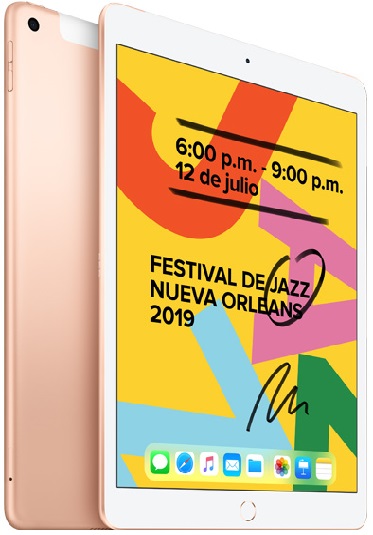 6:00 p.m. - 9:00 p.m.
12 de julio
FESTIVAL DE JAZZ
NUEVA ORLEANS
2019